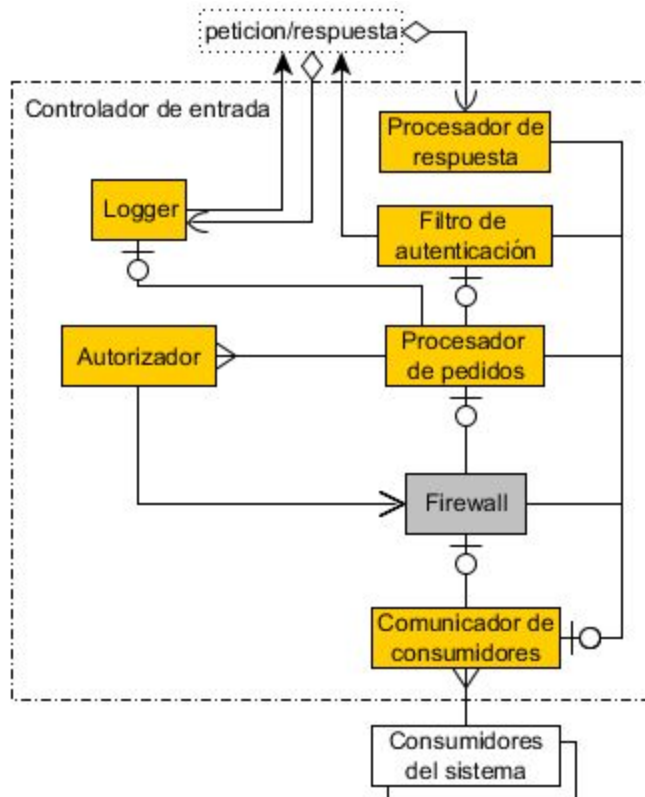 peticion/respuesta
Controlador de entrada
Procesador de
respuesta
Logger
Filtro de
autenticación
Autorizador
Procesador
de pedidos
Firewall
Comunicador de
consumidores
Consumidores
del sistema